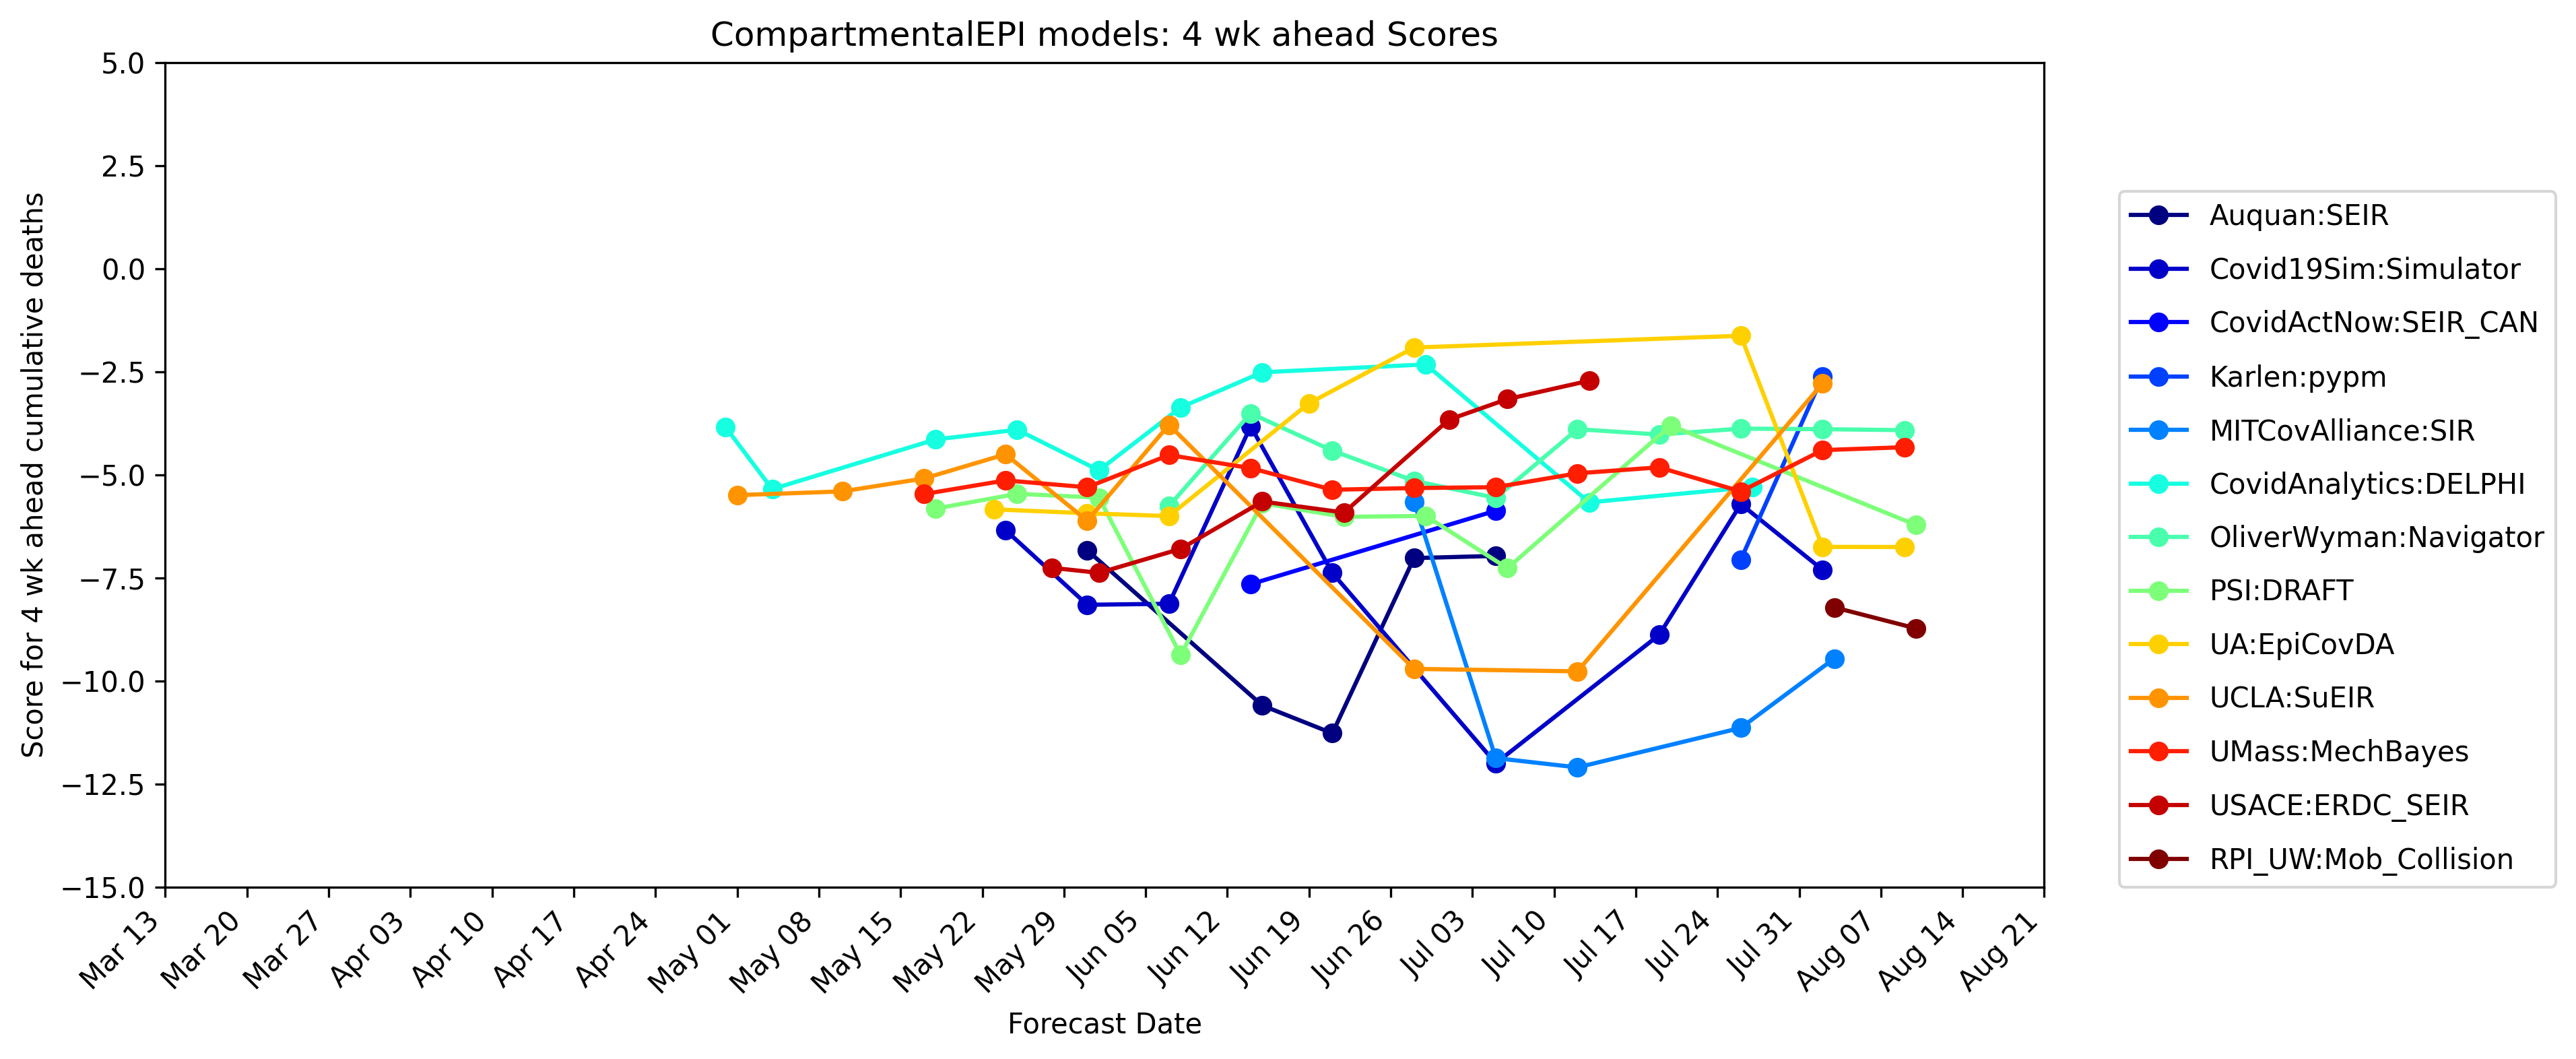 CompartmentalEPI models: 4 wk ahead Scores
Score for 4 wk ahead cumulative deaths
5.0
2.5
0.0
−2.5
−5.0
−7.5
−10.0
−12.5
−15.0
Mar 13
Mar 20
Mar 27
Apr 03
Apr 10
Apr 17
Apr 24
May 01
May 08
May 15
May 22
May 29
Jun 05
Jun 12
Jun 19
Jun 26
Jul 03
Jul 10
Jul 17
Jul 24
Jul 31
Aug 07
Aug 14
Aug 21
Forecast Date
Auquan:SEIR
Covid19Sim:Simulator
CovidActNow:SEIR_CAN
Karlen:pypm
MITCovAlliance:SIR
CovidAnalytics:DELPHI
OliverWyman:Navigator
PSI:DRAFT
UA:EpiCovDA
UCLA:SuEIR
UMass:MechBayes
USACE:ERDC_SEIR
RPI_UW:Mob_Collision